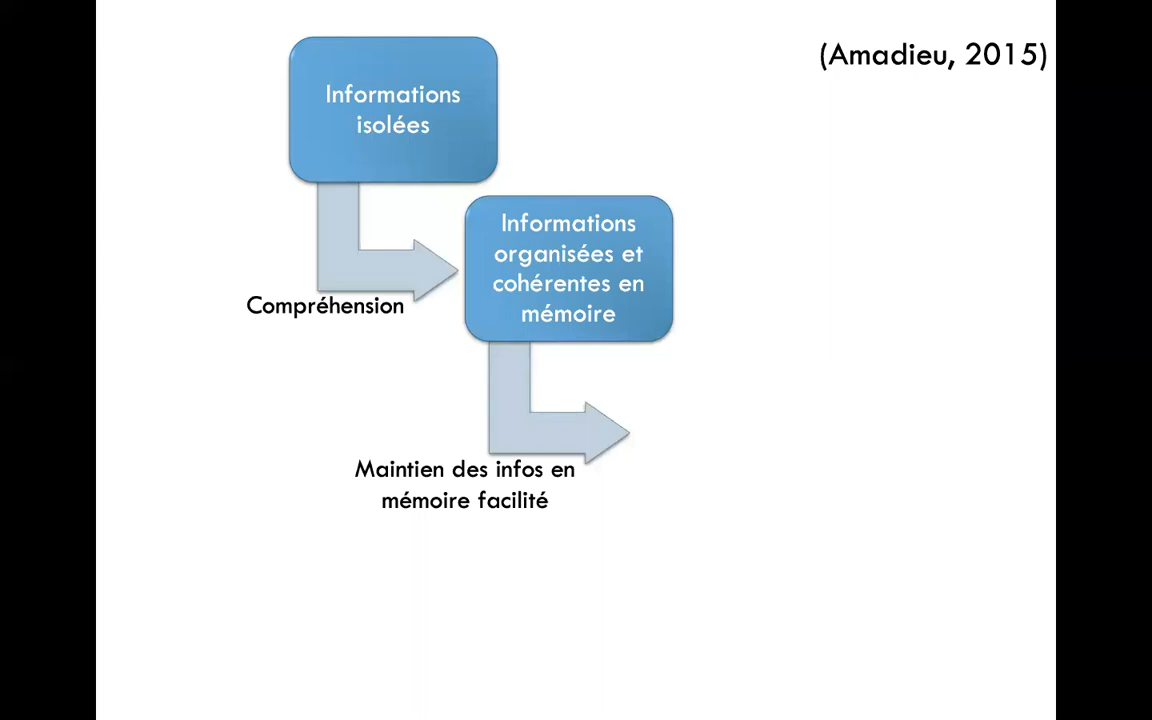 (Amadieu, 2015)
Informations
isolées
Informations
organisées et
cohérentes en
mémoire
Compréhension
Maintien des infos en
mémoire facilité